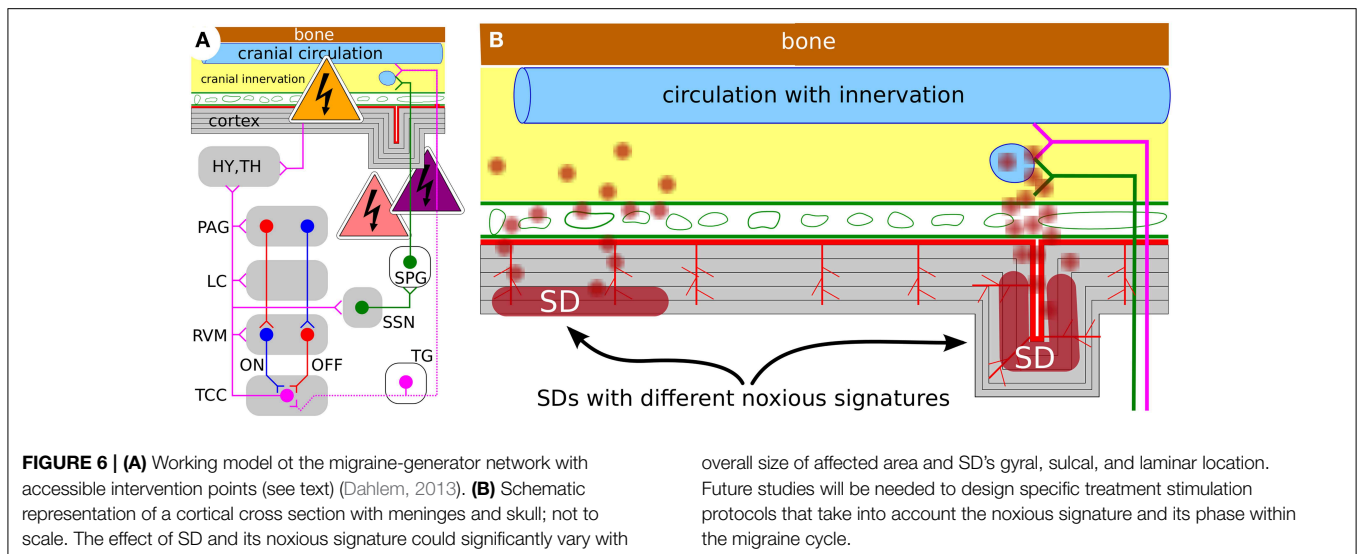 A
bone
cranial circulation
cranial innervation
cortex
HY,TH
PAG
LC
SPG
SSN
RVM
ON
OFF
TG
TCC
B
bone
circulation with innervation
SD
SD
SDs with different noxious signatures
FIGURE 6 | (A) Working model ot the migraine-generator network with
accessible intervention points (see text) (Dahlem, 2013). (B) Schematic
representation of a cortical cross section with meninges and skull; not to
scale. The effect of SD and its noxious signature could significantly vary with
overall size of affected area and SD's gyral, sulcal, and laminar location.
Future studies will be needed to design specific treatment stimulation
protocols that take into account the noxious signature and its phase within
the migraine cycle.